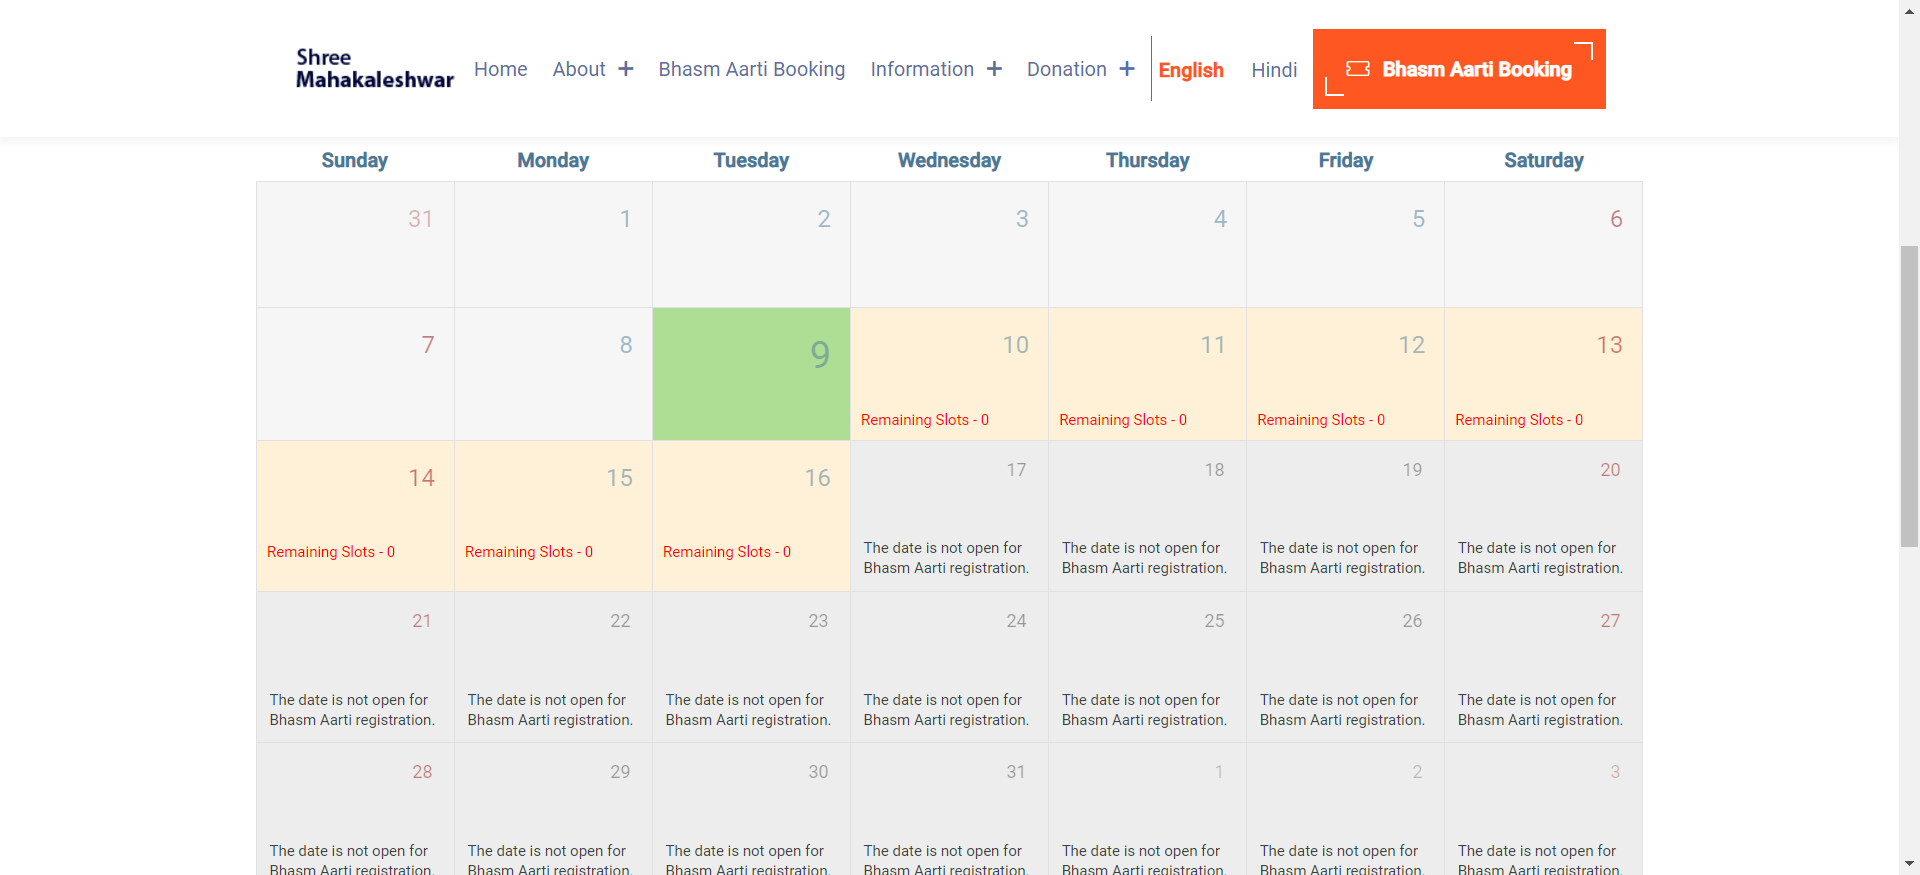 Shree
Mahakaleshwar
Home About + Bhasm Aarti Booking Information + Donation + English Hindi Bhasm Aarti Booking
Sunday Monday Tuesday Wednesday Thursday Friday Saturday
31 1 2 3 4 5 6
7 8 9 10 11 12 13
Remaining Slots - 0 Remaining Slots - 0 Remaining Slots - 0 Remaining Slots - 0
14 15 16 17 18 19 20
Remaining Slots - 0 Remaining Slots - 0 Remaining Slots - 0
The date is not open for The date is not open for The date is not open for The date is not open for
Bhasm Aarti registration. Bhasm Aarti registration. Bhasm Aarti registration. Bhasm Aarti registration.
21 22 23 24 25 26 27
The date is not open for The date is not open for The date is not open for The date is not open for The date is not open for The date is not open for The date is not open for
Bhasm Aarti registration. Bhasm Aarti registration. Bhasm Aarti registration. Bhasm Aarti registration. Bhasm Aarti registration. Bhasm Aarti registration. Bhasm Aarti registration.
28 29 30 31 1 2 3
The date is not open for The date is not open for The date is not open for The date is not open for The date is not open for The date is not open for The date is not open for
Bhasm Aarti registration. Bhasm Aarti registration. Bhasm Aarti registration. Bhasm Aarti registration. Bhasm Aarti registration. Bhasm Aarti registration. Bhasm Aarti registration.